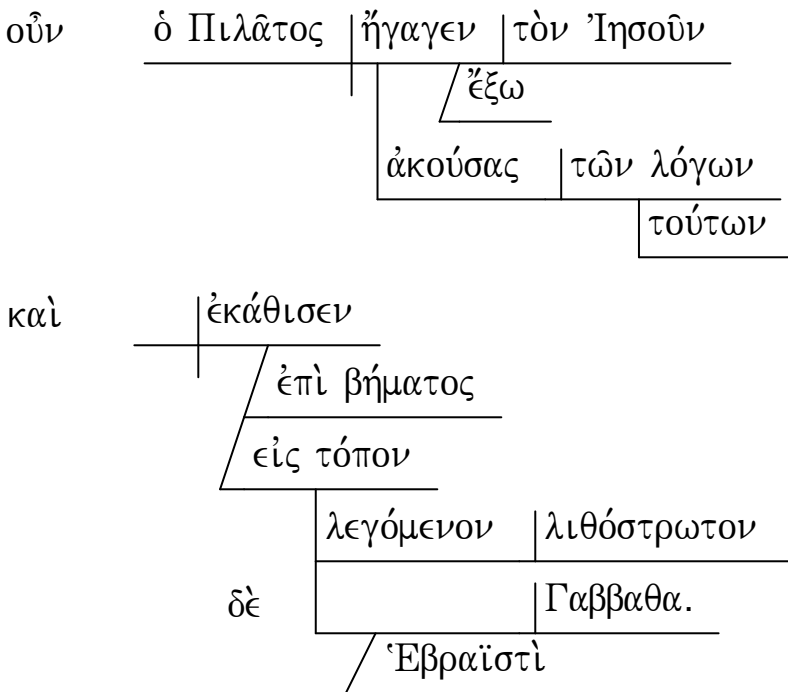 οὖν ὁ Πιλᾶτος ἤγαγεν τὸν Ἰησοῦν
ἔξω
ἀκούσας τῶν λόγων
τούτων
καὶ ἐκάθισεν
ἐπὶ βήματος
εἰς τόπον
λεγόμενον λιθόστρωτον
δὲ Γαββαθα.
Ἑβραϊστὶ